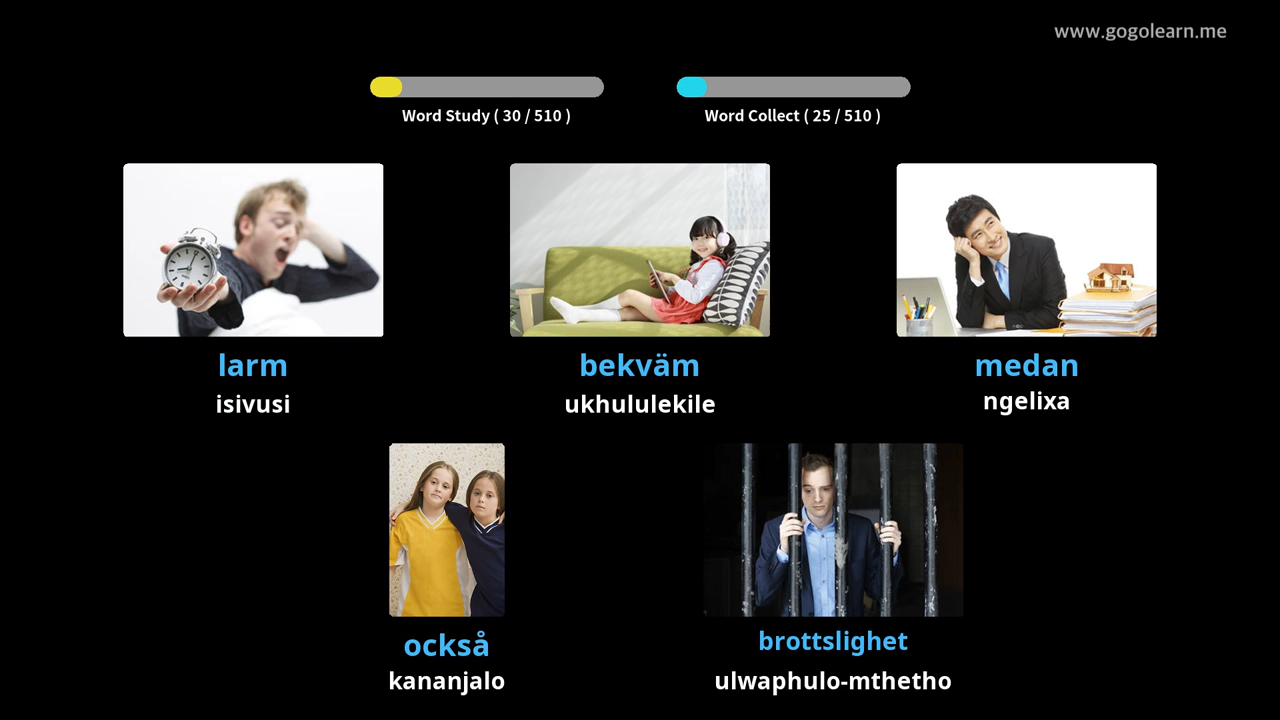 www.gogolearn.me
Word Study ( 30 / 510 )
Word Collect ( 25 / 510 )
larm
isivusi
bekväm
ukhululekile
medan
ngelixa
också
kananjalo
brottslighet
ulwaphulo-mthetho